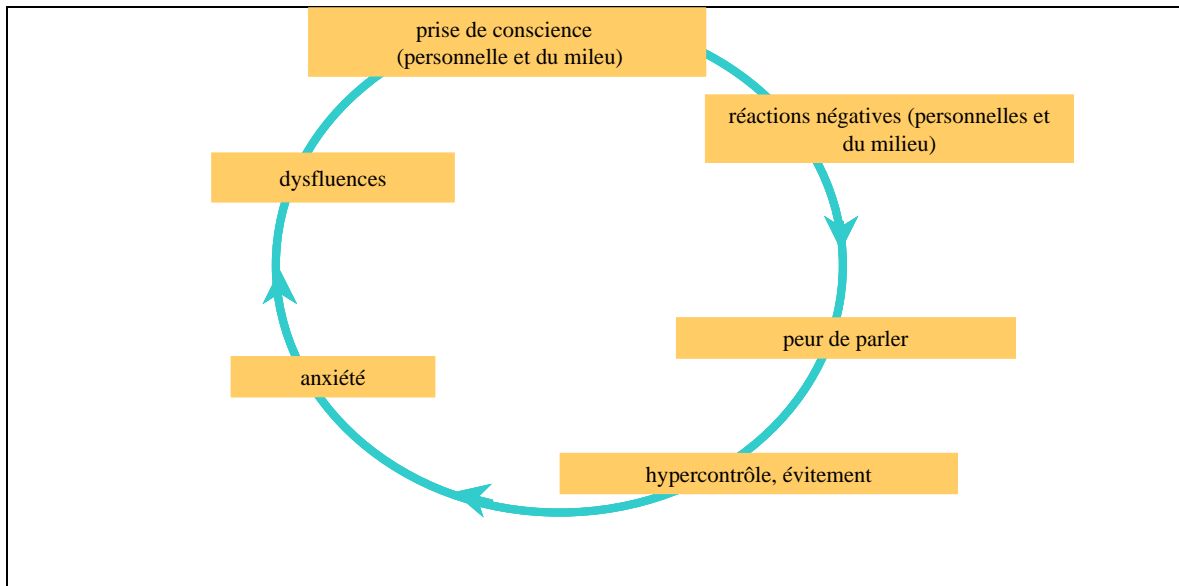 prise de conscience
(personnelle et du mileu)
réactions négatives (personnelles et
du milieu)
dysfluences
peur de parler
anxiété
hypercontrôle, évitement